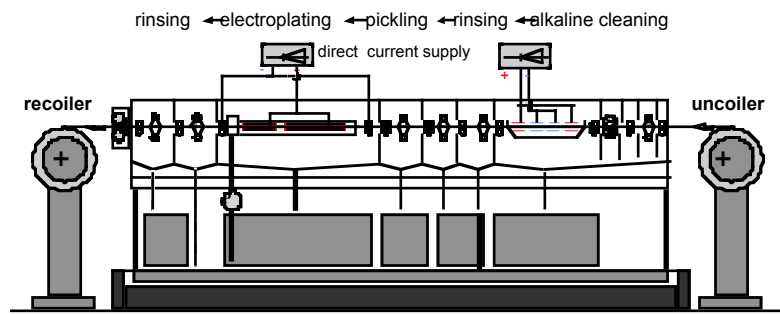 rinsing electroplating pickling rinsing alkaline cleaning
direct current supply
- + + -
recoiler uncoiler
+ +